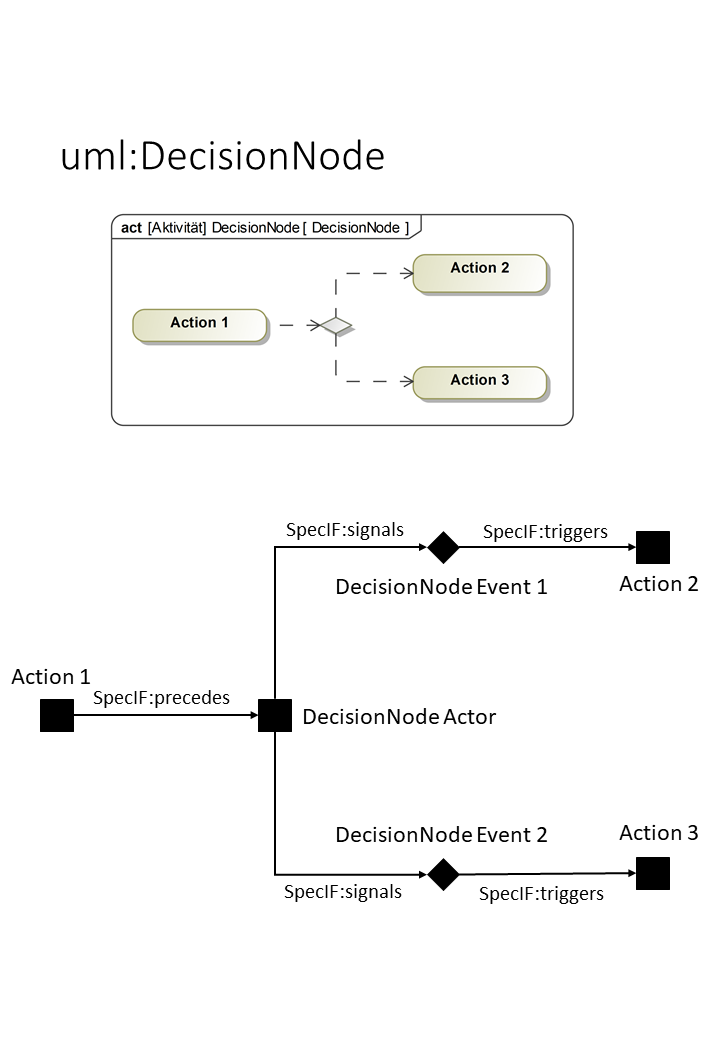 uml:DecisionNode
act [Aktivität] DecisionNode [ DecisionNode ]
Action 2
Action 1
Action 3
SpecIF:signals
SpecIF:triggers
DecisionNode Event 1
Action 2
Action 1
SpecIF:precedes
DecisionNode Actor
DecisionNode Event 2
Action 3
SpecIF:signals
SpecIF:triggers